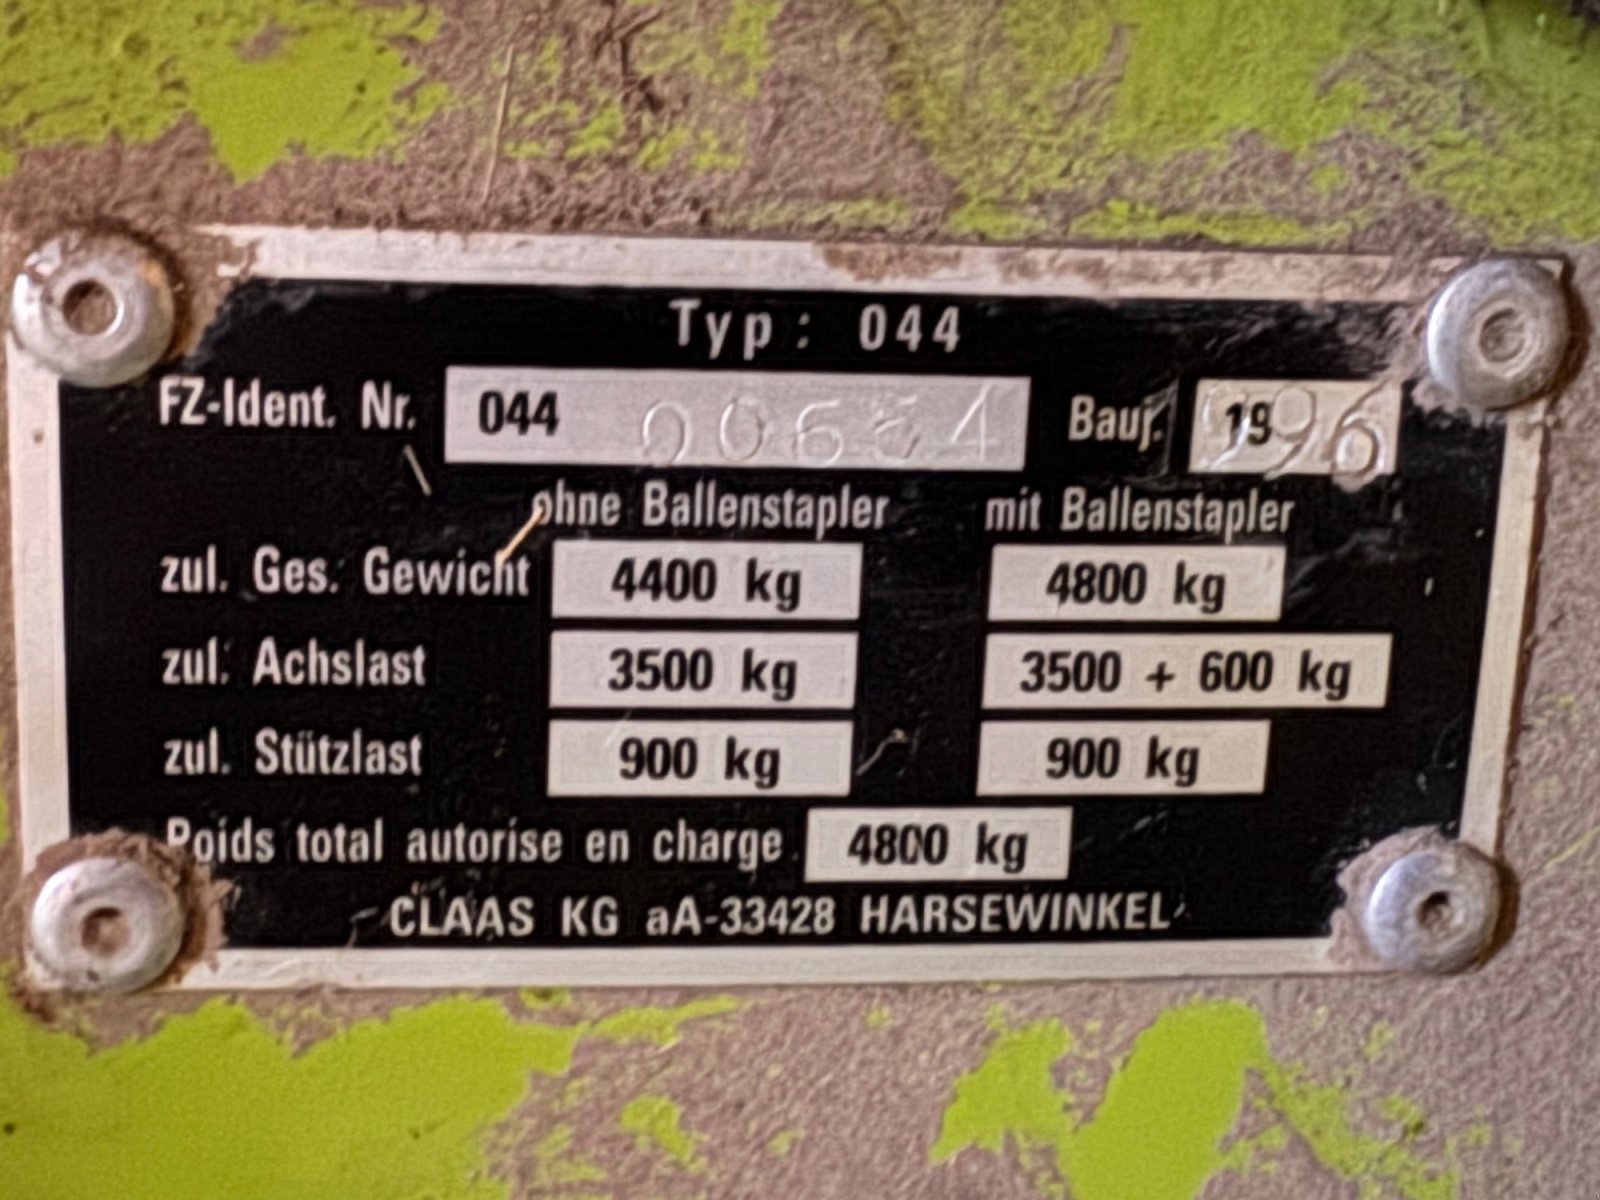 Typ: 044
FZ-Ident. Nr. 044 Bauj. 1996
ohne Ballenstapler mit Ballenstapler
zul. Ges. Gewicht 4400 kg 4800 kg
zul. Achslast 3500 kg 3500 + 600 kg
zul. Stützlast 900 kg 900 kg
Poids total autorise en charge 4800 kg
CLAAS KG aA-33428 HARSEWINKEL